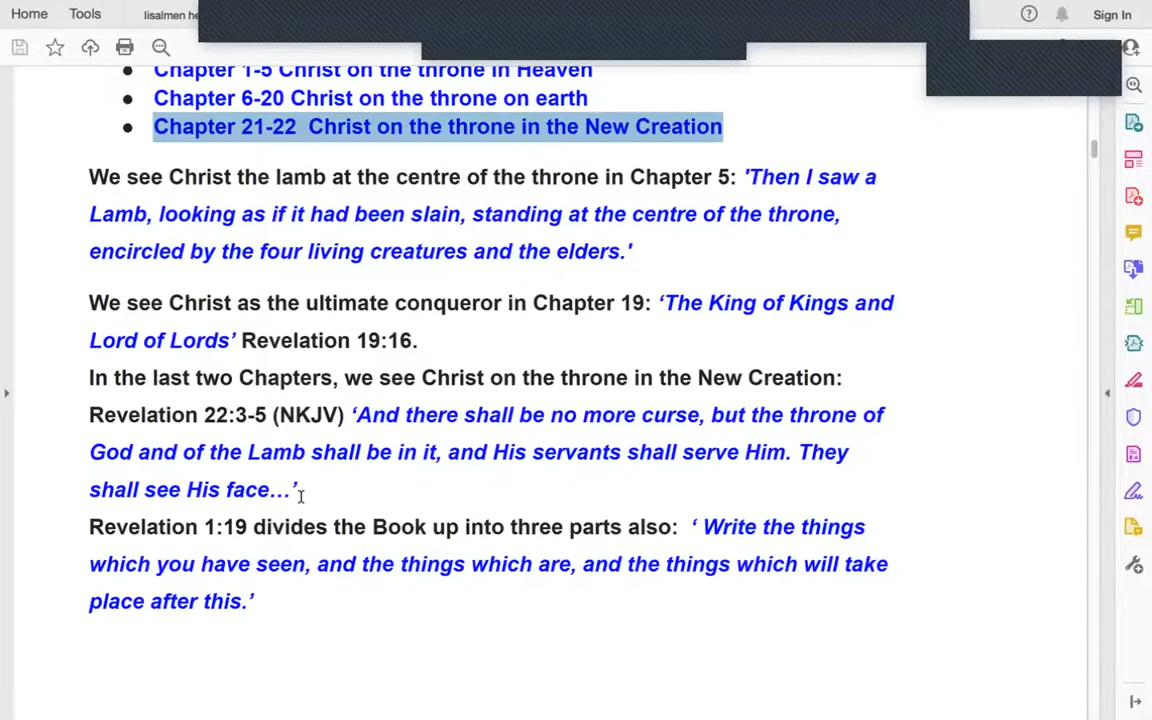 Home Tools lisalmen he Sign In
• Chapter 1-5 Christ on the throne in Heaven
• Chapter 6-20 Christ on the throne on earth
• Chapter 21-22  Christ on the throne in the New Creation
We see Christ the lamb at the centre of the throne in Chapter 5: 'Then I saw a
Lamb, looking as if it had been slain, standing at the centre of the throne,
encircled by the four living creatures and the elders.'
We see Christ as the ultimate conqueror in Chapter 19: ‘The King of Kings and
Lord of Lords’ Revelation 19:16.
In the last two Chapters, we see Christ on the throne in the New Creation:
Revelation 22:3-5 (NKJV) ‘And there shall be no more curse, but the throne of
God and of the Lamb shall be in it, and His servants shall serve Him. They
shall see His face…’
Revelation 1:19 divides the Book up into three parts also:  ‘ Write the things
which you have seen, and the things which are, and the things which will take
place after this.’